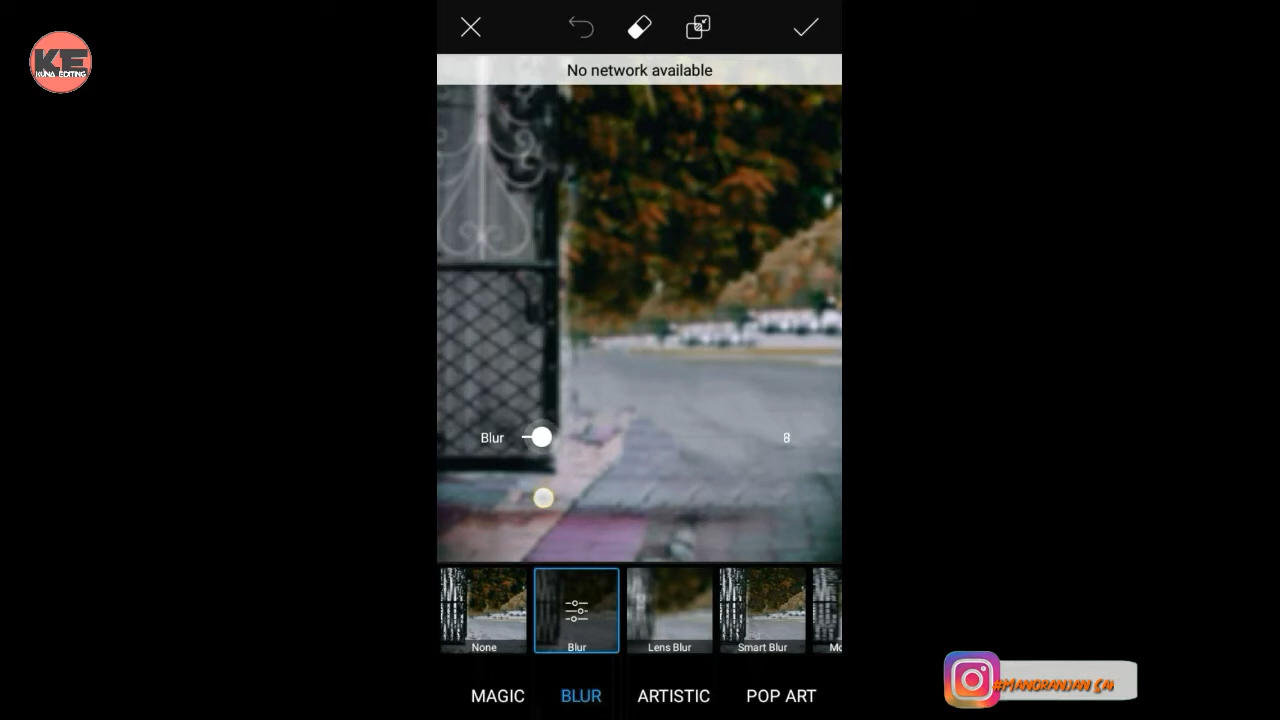 KE
KUNA EDITING
No network available
Blur
8
None
Blur
Lens Blur
Smart Blur
Mo
MAGIC
BLUR
ARTISTIC
POP ART
#MANORANJAN